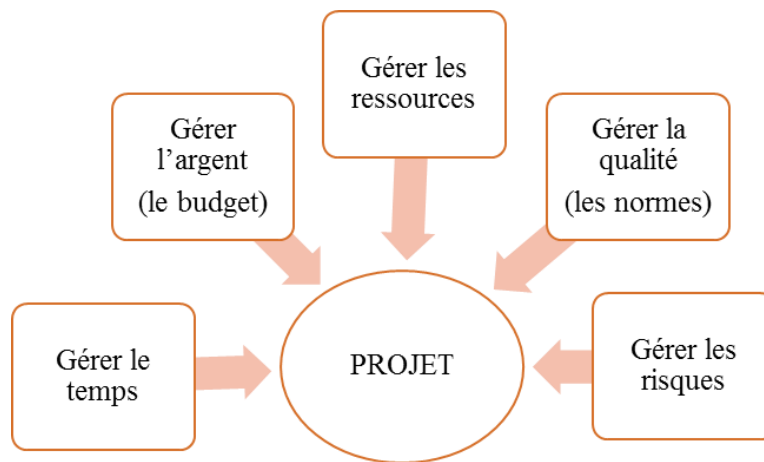 Gérer les
ressources
Gérer
l’argent
(le budget)
Gérer la
qualité
(les normes)
Gérer le
temps
PROJET
Gérer les
risques